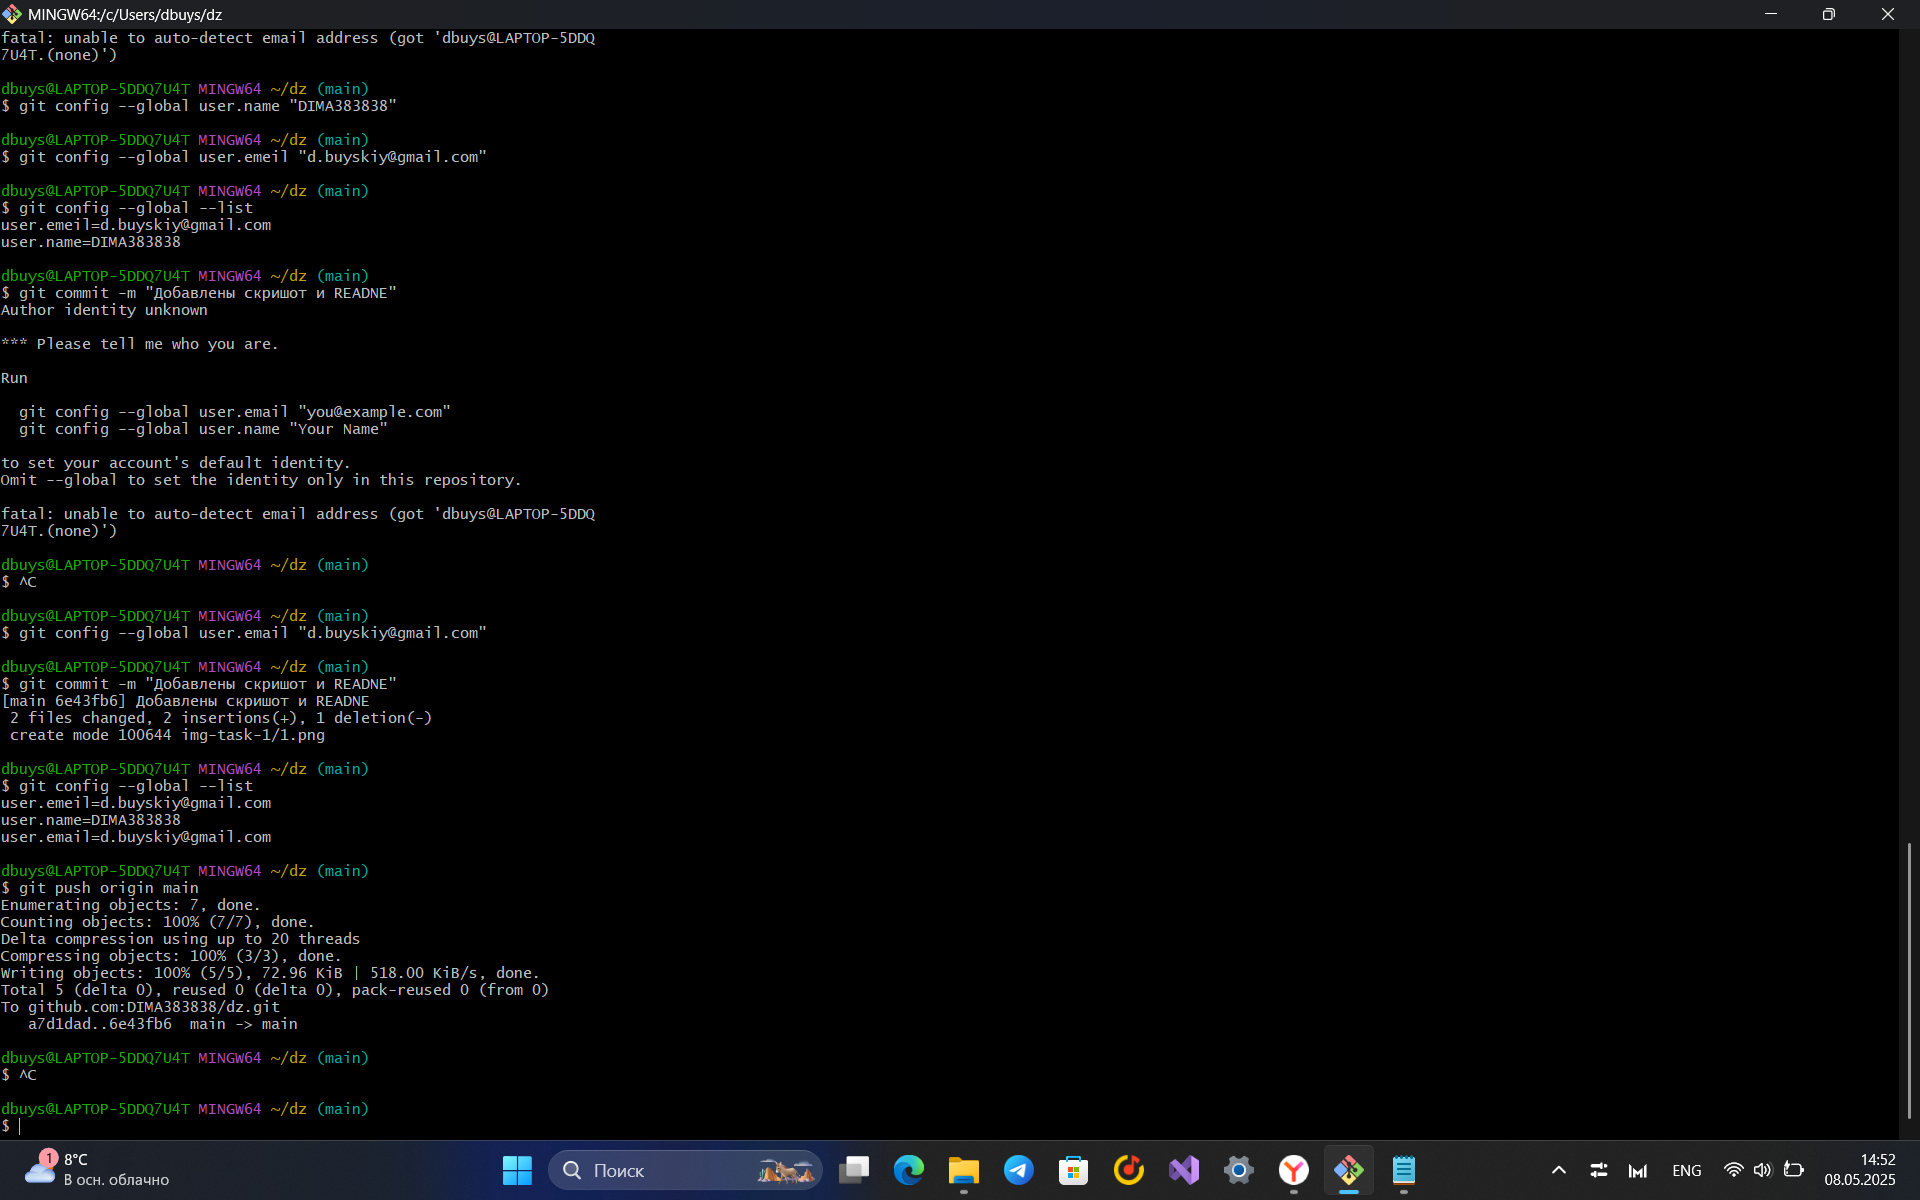 MINGW64:/c/Users/dbuys/dz
fatal: unable to auto-detect email address (got 'dbuys@LAPTOP-5DDQ
7U4T.(none)')
dbuys@LAPTOP-5DDQ7U4T MINGW64 ~/dz (main)
$ git config --global user.name "DIMA383838"
dbuys@LAPTOP-5DDQ7U4T MINGW64 ~/dz (main)
$ git config --global user.emeil "d.buyskiy@gmail.com"
dbuys@LAPTOP-5DDQ7U4T MINGW64 ~/dz (main)
$ git config --global --list
user.emeil=d.buyskiy@gmail.com
user.name=DIMA383838
dbuys@LAPTOP-5DDQ7U4T MINGW64 ~/dz (main)
$ git commit -m "Добавлены скришот и READNE"
Author identity unknown
*** Please tell me who you are.
Run
git config --global user.email "you@example.com"
git config --global user.name "Your Name"
to set your account's default identity.
Omit --global to set the identity only in this repository.
fatal: unable to auto-detect email address (got 'dbuys@LAPTOP-5DDQ
7U4T.(none)')
dbuys@LAPTOP-5DDQ7U4T MINGW64 ~/dz (main)
$ ^C
dbuys@LAPTOP-5DDQ7U4T MINGW64 ~/dz (main)
$ git config --global user.email "d.buyskiy@gmail.com"
dbuys@LAPTOP-5DDQ7U4T MINGW64 ~/dz (main)
$ git commit -m "Добавлены скришот и READNE"
[main 6e43fb6] Добавлены скришот и READNE
2 files changed, 2 insertions(+), 1 deletion(-)
create mode 100644 img-task-1/1.png
dbuys@LAPTOP-5DDQ7U4T MINGW64 ~/dz (main)
$ git config --global --list
user.emeil=d.buyskiy@gmail.com
user.name=DIMA383838
user.email=d.buyskiy@gmail.com
dbuys@LAPTOP-5DDQ7U4T MINGW64 ~/dz (main)
$ git push origin main
Enumerating objects: 7, done.
Counting objects: 100% (7/7), done.
Delta compression using up to 20 threads
Compressing objects: 100% (3/3), done.
Writing objects: 100% (5/5), 72.96 KiB | 518.00 KiB/s, done.
Total 5 (delta 0), reused 0 (delta 0), pack-reused 0 (from 0)
To github.com:DIMA383838/dz.git
a7d1dad..6e43fb6  main -> main
dbuys@LAPTOP-5DDQ7U4T MINGW64 ~/dz (main)
$ ^C
dbuys@LAPTOP-5DDQ7U4T MINGW64 ~/dz (main)
$
1
8°C
В осн. облачно
Поиск
ENG
14:52
08.05.2025